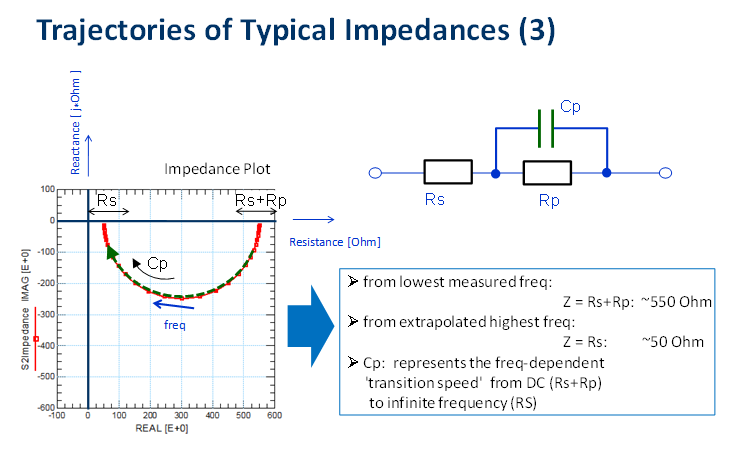 Trajectories of Typical Impedances (3)
Reactance [ j*Ohm ]
Impedance Plot
Rs
Rs+Rp
Cp
freq
100
0
-100
-200
-300
-400
-500
-600
S2Impedance IMAG [E+0]
-100
0
100
200
300
400
500
600
REAL [E+0]
Resistance [Ohm]
Cp
Rs
Rp
➢ from lowest measured freq:
Z = Rs+Rp: ~550 Ohm
➢ from extrapolated highest freq:
Z = Rs: ~50 Ohm
➢ Cp: represents the freq-dependent
'transition speed' from DC (Rs+Rp)
to infinite frequency (RS)